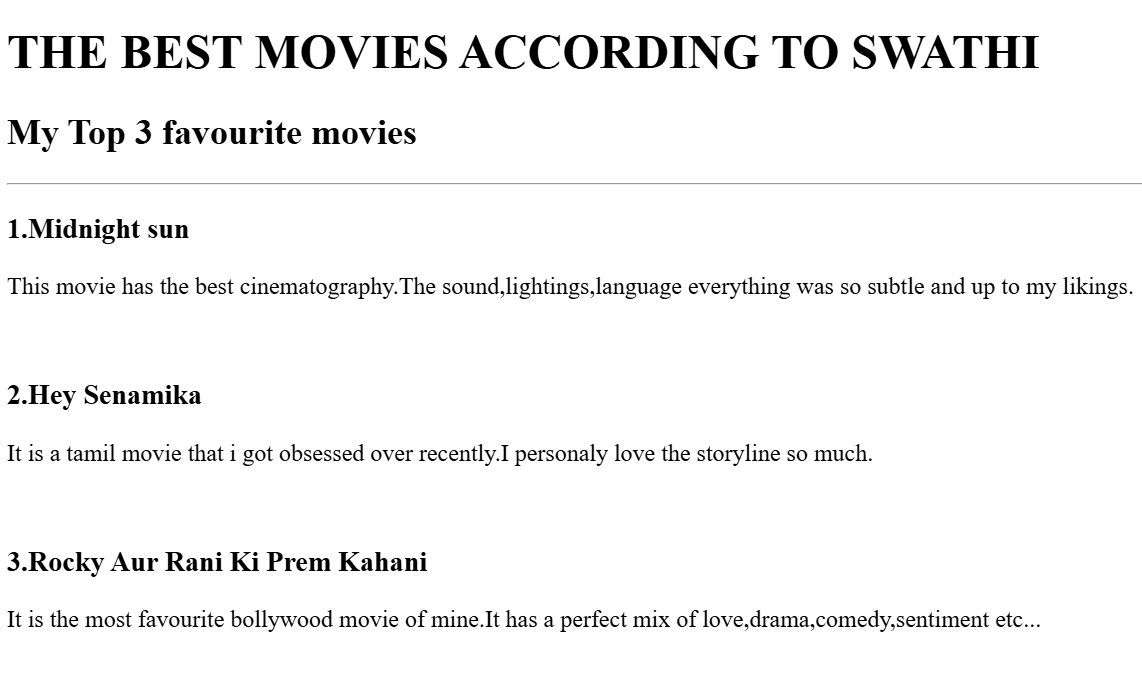 THE BEST MOVIES ACCORDING TO SWATHI
My Top 3 favourite movies
1.Midnight sun
This movie has the best cinematography.The sound,lightings,language everything was so subtle and up to my likings.
2.Hey Senamika
It is a tamil movie that i got obsessed over recently.I personaly love the storyline so much.
3.Rocky Aur Rani Ki Prem Kahani
It is the most favourite bollywood movie of mine.It has a perfect mix of love,drama,comedy,sentiment etc...